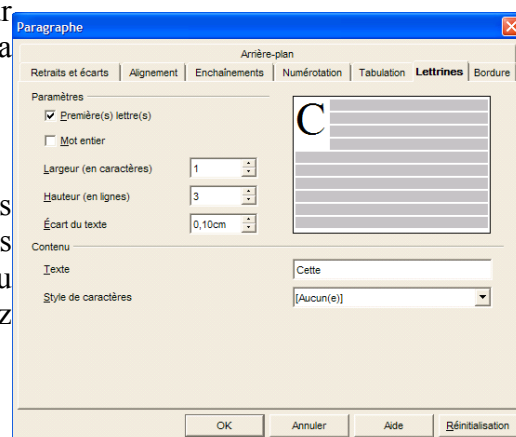 r
Paragraphe
a
Arrière-plan
Retraits et écarts Alignement Enchaînements Numérotation Tabulation Lettrines Bordure
Paramètres
Première(s) lettre(s)
Mot entier
Largeur (en caractères) 1
Hauteur (en lignes) 3
Écart du texte 0,10cm
C
s
s
u
z
Contenu
Texte Cette
Style de caractères [Aucun(e)]
OK Annuler Aide Réinitialisation